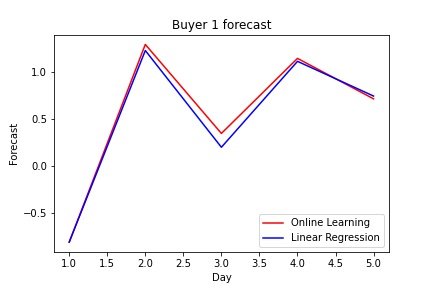 Buyer 1 forecast
Forecast
1.0
0.5
0.0
−0.5
Online Learning
Linear Regression
1.0 1.5 2.0 2.5 3.0 3.5 4.0 4.5 5.0
Day